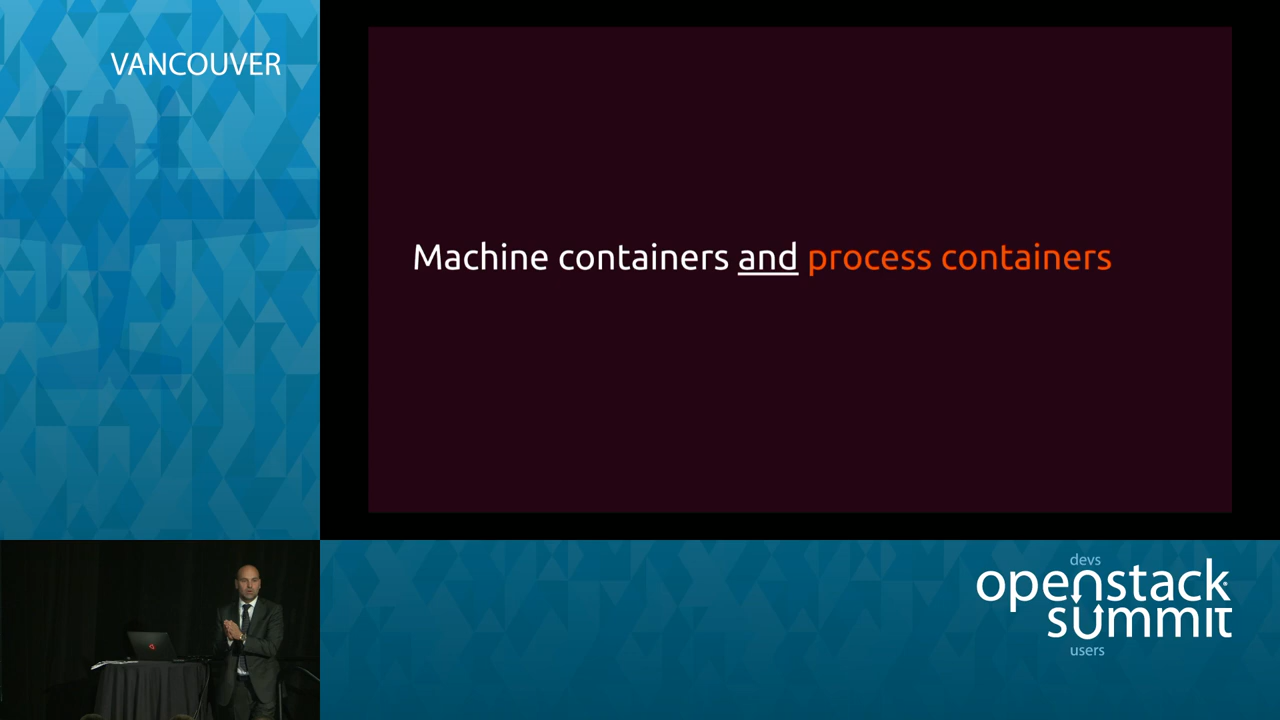 VANCOUVER
Machine containers and process containers
devs
openstack
summit
users